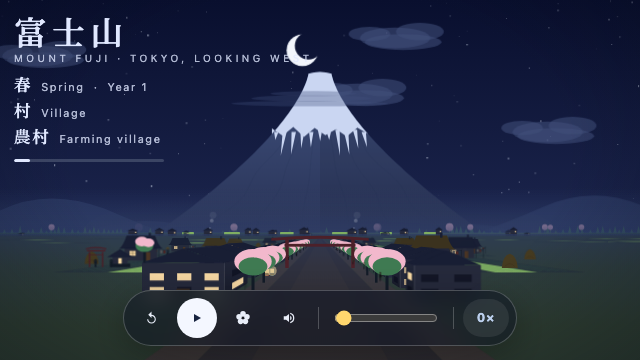 富士山
MOUNT FUJI · TOKYO, LOOKING WEST
春 Spring · Year 1
村 Village
農村 Farming village
0×